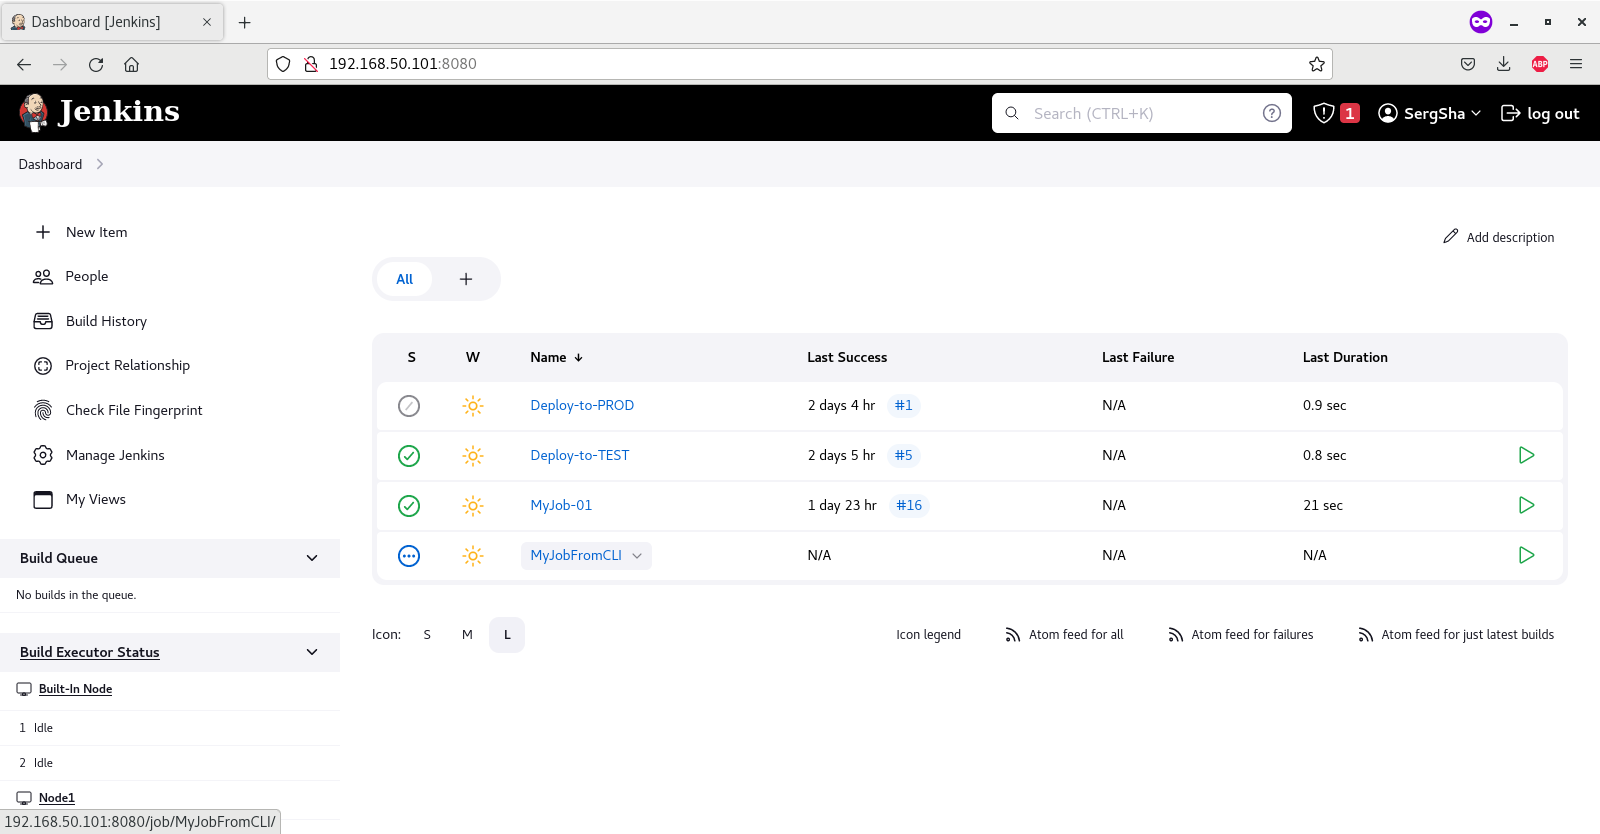 Dashboard [Jenkins]
192.168.50.101:8080
ABP
Jenkins
Search (CTRL+K)
?
1
SergSha
log out
Dashboard
New Item
People
Build History
Project Relationship
Check File Fingerprint
Manage Jenkins
My Views
Build Queue
No builds in the queue.
Build Executor Status
Built-In Node
1 Idle
2 Idle
Node1
192.168.50.101:8080/job/MyJobFromCLI/
Add description
All
S W Name ↓ Last Success Last Failure Last Duration
Deploy-to-PROD 2 days 4 hr #1 N/A 0.9 sec
Deploy-to-TEST 2 days 5 hr #5 N/A 0.8 sec
MyJob-01 1 day 23 hr #16 N/A 21 sec
MyJobFromCLI N/A N/A N/A
Icon: S M L
Icon legend
Atom feed for all
Atom feed for failures
Atom feed for just latest builds